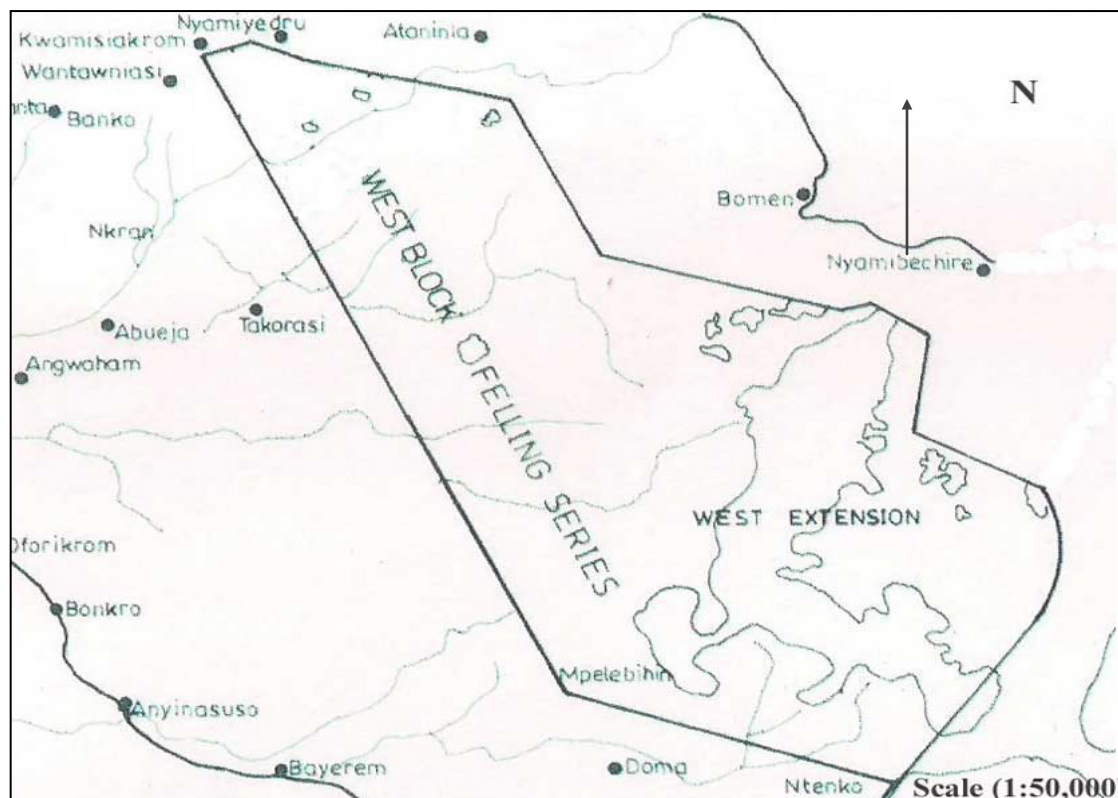 Nyamiyedru
Kwamisiakrom
Ataninia
Wantawniasi
Banko
N
Bomen
Nkran
Nyamibechire
WEST BLOCK
FELLING SERIES
Abueja
Takorasi
Angwaham
WEST EXTENSION
Oforikrom
Bonkro
Mpelebihin
Anyinasuso
Bayerem
Doma
Ntenko
Scale (1:50,000